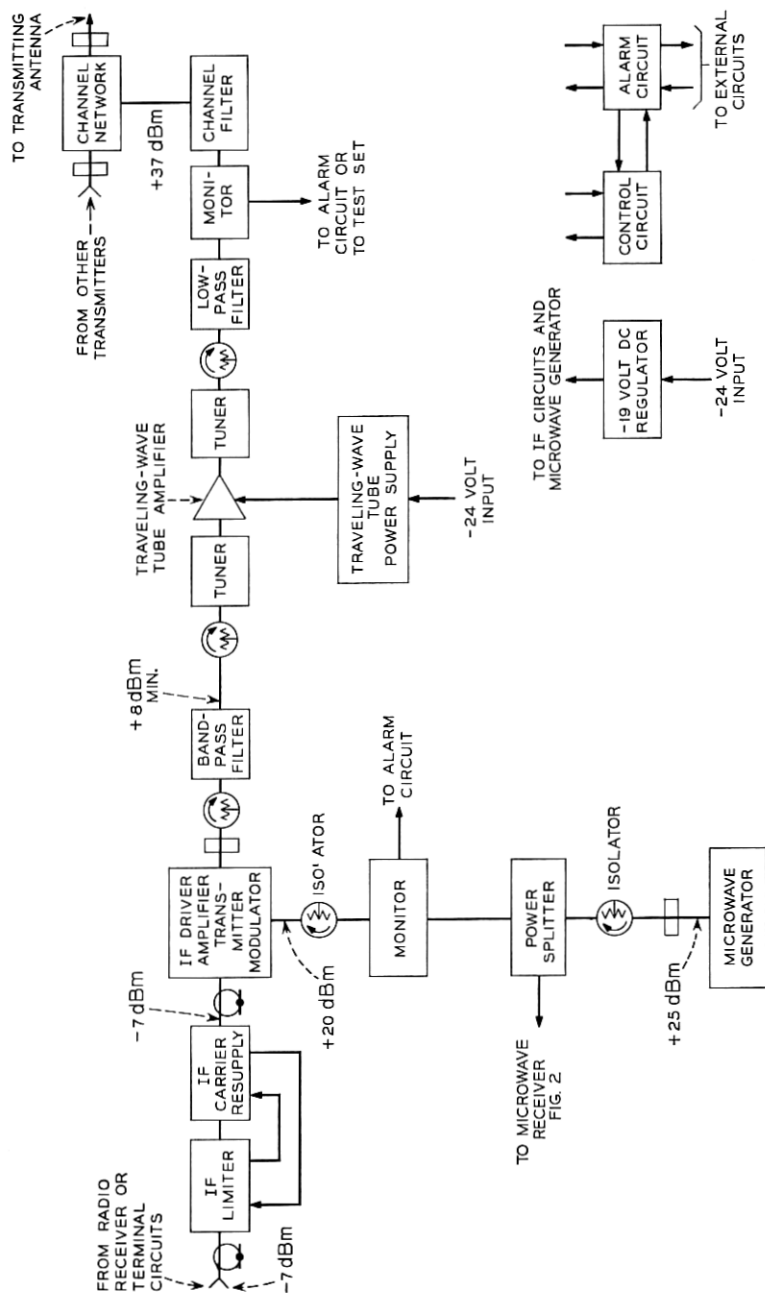 FROM RADIO
RECEIVER OR
TERMINAL
CIRCUITS
-7 dBm
IF
LIMITER
IF
CARRIER
RESUPPLY
-7 dBm
IF DRIVER
AMPLIFIER
TRANS-
MITTER
MODULATOR
+20 dBm
ISO' ATOR
MONITOR
TO ALARM
CIRCUIT
POWER
SPLITTER
TO MICROWAVE
RECEIVER
FIG. 2
ISOLATOR
+25 dBm
MICROWAVE
GENERATOR
BAND-
PASS
FILTER
+8 dBm
MIN.
TUNER
TRAVELING-WAVE
TUBE AMPLIFIER
TRAVELING-WAVE
TUBE
POWER SUPPLY
-24 VOLT
INPUT
TUNER
LOW-
PASS
FILTER
MONI-
TOR
TO ALARM
CIRCUIT OR
TO TEST SET
CHANNEL
FILTER
+37 dBm
CHANNEL
NETWORK
FROM OTHER
TRANSMITTERS
TO TRANSMITTING
ANTENNA
TO IF CIRCUITS AND
MICROWAVE GENERATOR
-19 VOLT DC
REGULATOR
-24 VOLT
INPUT
CONTROL
CIRCUIT
ALARM
CIRCUIT
TO EXTERNAL
CIRCUITS